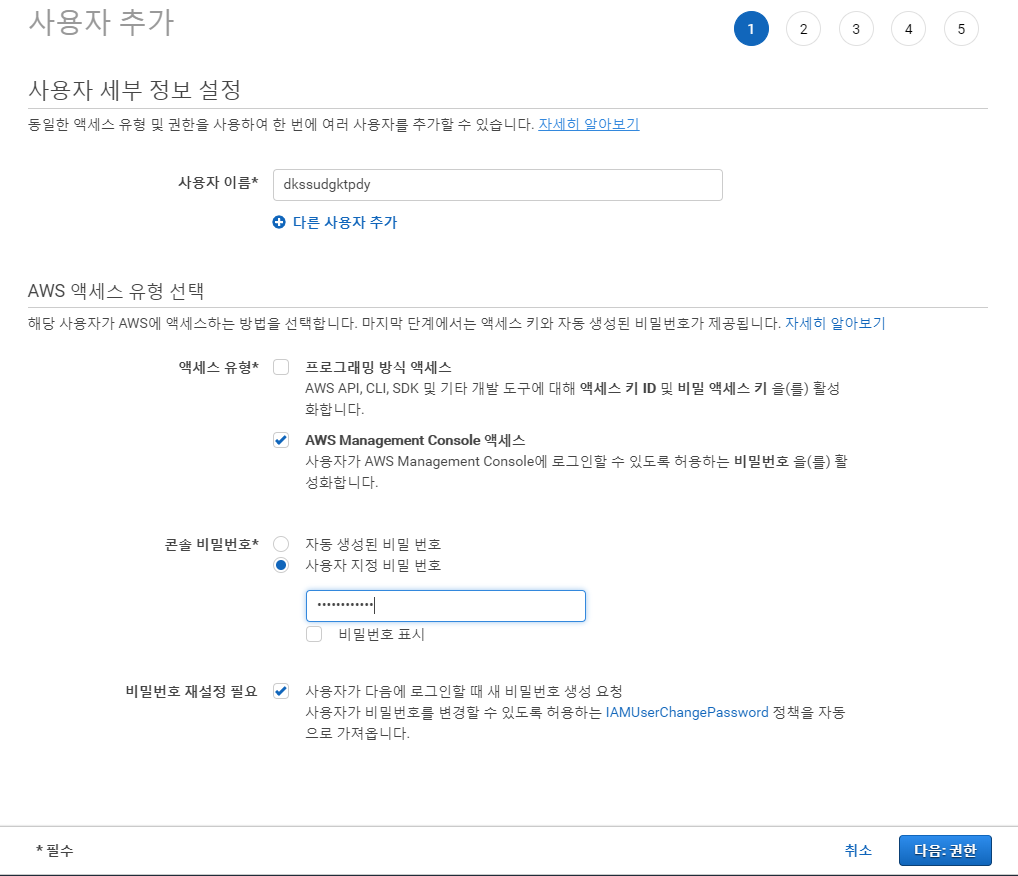 사용자 추가
1 2 3 4 5
사용자 세부 정보 설정
동일한 액세스 유형 및 권한을 사용하여 한 번에 여러 사용자를 추가할 수 있습니다. 자세히 알아보기
사용자 이름* dkssudgktpdy
다른 사용자 추가
AWS 액세스 유형 선택
해당 사용자가 AWS에 액세스하는 방법을 선택합니다. 마지막 단계에서는 액세스 키와 자동 생성된 비밀번호가 제공됩니다. 자세히 알아보기
액세스 유형* 프로그래밍 방식 액세스
AWS API, CLI, SDK 및 기타 개발 도구에 대해 액세스 키 ID 및 비밀 액세스 키 을(를) 활성
화합니다.
AWS Management Console 액세스
사용자가 AWS Management Console에 로그인할 수 있도록 허용하는 비밀번호 을(를) 활
성화합니다.
콘솔 비밀번호* 자동 생성된 비밀 번호
사용자 지정 비밀 번호
••••••••••••
비밀번호 표시
비밀번호 재설정 필요 사용자가 다음에 로그인할 때 새 비밀번호 생성 요청
사용자가 비밀번호를 변경할 수 있도록 허용하는 IAMUserChangePassword 정책을 자동
으로 가져옵니다.
* 필수 취소 다음: 권한